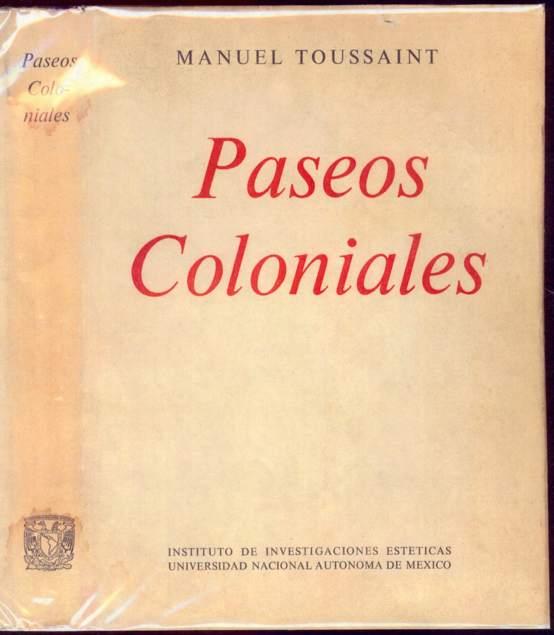 Paseos
Colo-
niales
MANUEL TOUSSAINT
Paseos
Coloniales
INSTITUTO DE INVESTIGACIONES ESTETICAS
UNIVERSIDAD NACIONAL AUTONOMA DE MEXICO